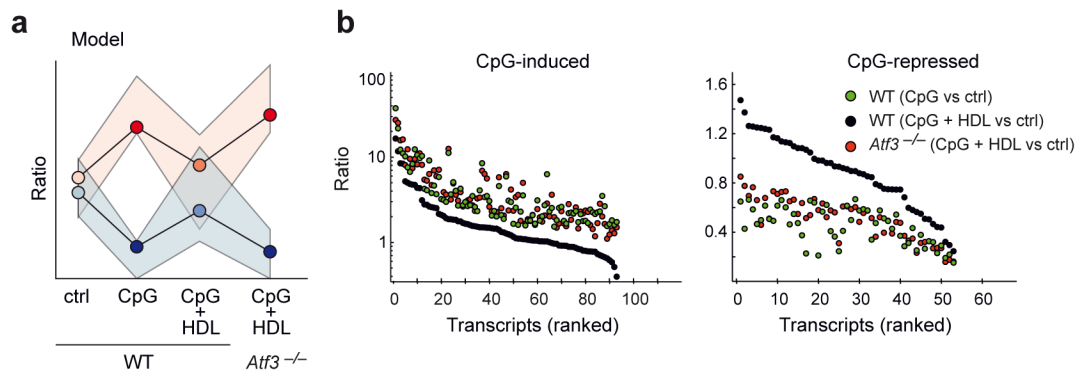 a
Model
Ratio
ctrl
CpG
CpG
+
HDL
CpG
+
HDL
WT
Atf3 –/–
b
CpG-induced
100
10
1
Ratio
0 20 40 60 80 100
Transcripts (ranked)
CpG-repressed
1.6
1.2
0.8
0.4
0 10 20 30 40 50 60
Transcripts (ranked)
WT (CpG vs ctrl)
WT (CpG + HDL vs ctrl)
Atf3 –/– (CpG + HDL vs ctrl)